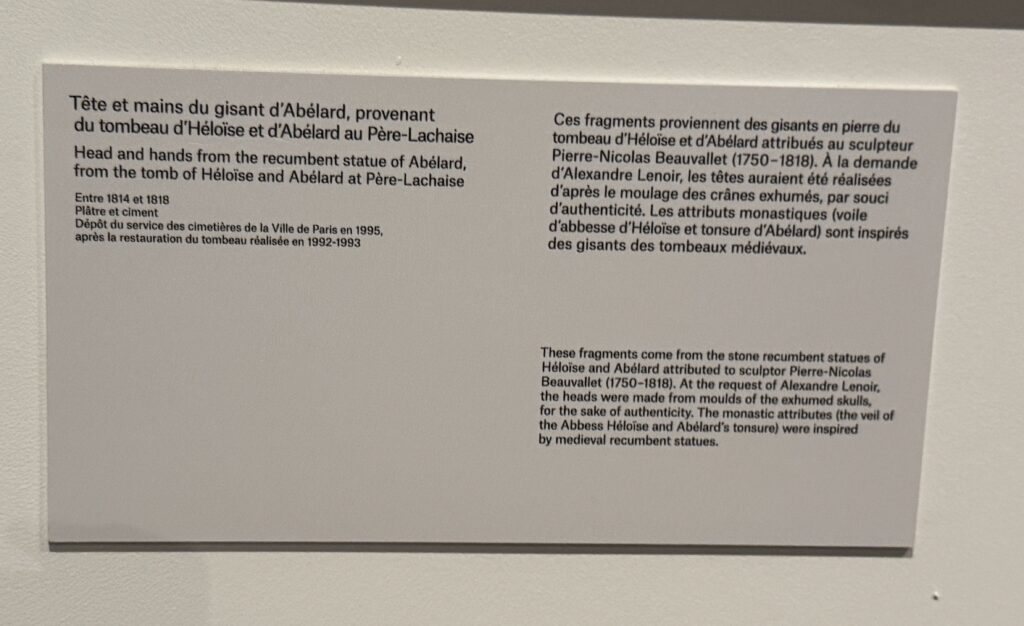 Tête et mains du gisant d'Abélard, provenant
du tombeau d'Héloïse et d'Abélard au Père-Lachaise
Head and hands from the recumbent statue of Abélard,
from the tomb of Héloïse and Abélard at Père-Lachaise
Entre 1814 et 1818
Plâtre et ciment
Dépôt du service des cimetières de la Ville de Paris en 1995,
après la restauration du tombeau réalisée en 1992-1993
Ces fragments proviennent des gisants en pierre du
tombeau d'Héloïse et d'Abélard attribués au sculpteur
Pierre-Nicolas Beauvallet (1750-1818). À la demande
d'Alexandre Lenoir, les têtes auraient été réalisées
d'après le moulage des crânes exhumés, par souci
d'authenticité. Les attributs monastiques (voile
d'abbesse d'Héloïse et tonsure d'Abélard) sont inspirés
des gisants des tombeaux médiévaux.
These fragments come from the stone recumbent statues of
Héloïse and Abélard attributed to sculptor Pierre-Nicolas
Beauvallet (1750-1818). At the request of Alexandre Lenoir,
the heads were made from moulds of the exhumed skulls,
for the sake of authenticity. The monastic attributes (the veil of
the Abbess Héloïse and Abélard's tonsure) were inspired
by medieval recumbent statues.